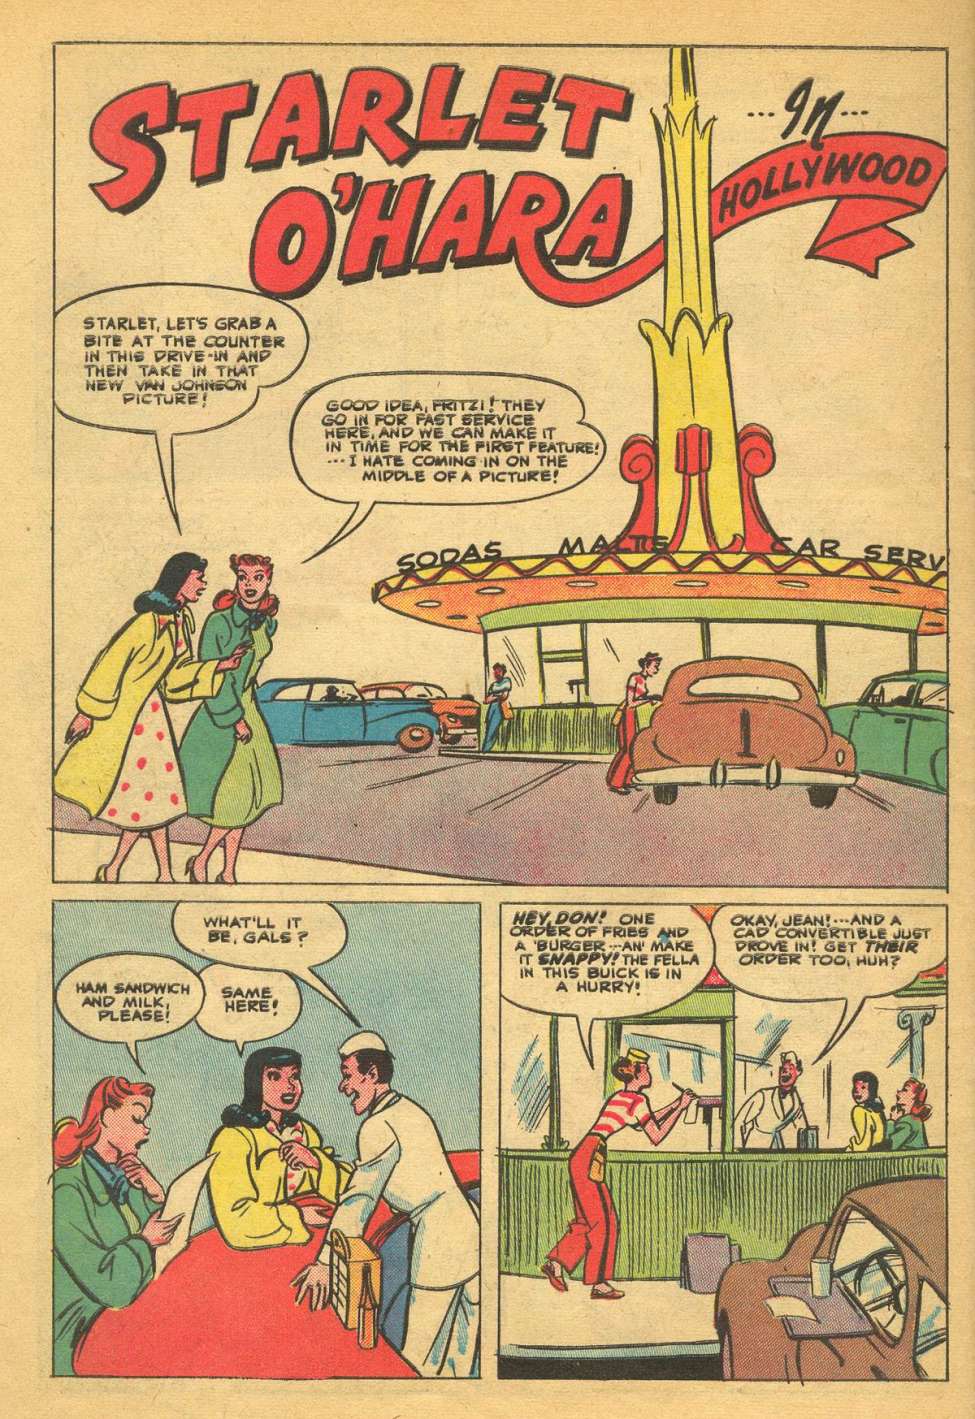 STARLET
O'HARA
...IN...
HOLLYWOOD
STARLET, LET'S GRAB A
BITE AT THE COUNTER
IN THIS DRIVE-IN AND
THEN TAKE IN THAT
NEW VAN JOHNSON
PICTURE!
GOOD IDEA, FRITZI! THEY
GO IN FOR FAST SERVICE
HERE, AND WE CAN MAKE IT
IN TIME FOR THE FIRST FEATURE!
...I HATE COMING IN ON THE
MIDDLE OF A PICTURE!
SODAS MALTS CAR SERV
WHAT'LL IT
BE, GALS?
HAM SANDWICH
AND MILK,
PLEASE!
SAME
HERE!
HEY, DON! ONE
ORDER OF FRIES AND
A 'BURGER...AN' MAKE
IT SNAPPY! THE FELLA
IN THIS BUICK IS IN
A HURRY!
OKAY, JEAN!...AND A
CAD CONVERTIBLE JUST
DROVE IN! GET THEIR
ORDER TOO, HUH?